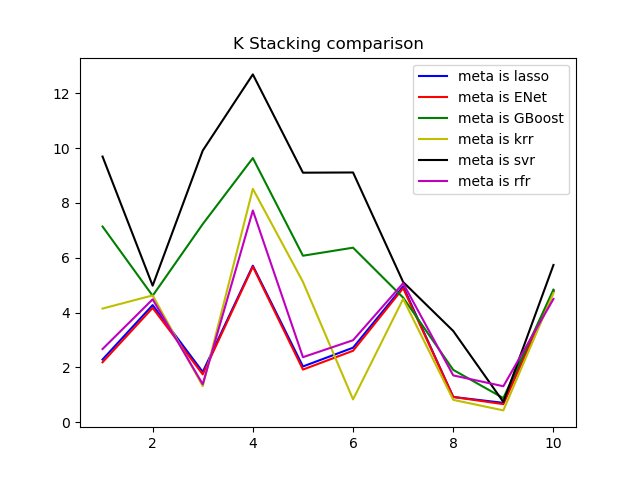 K Stacking comparison
meta is lasso
meta is ENet
meta is GBoost
meta is krr
meta is svr
meta is rfr
12
10
8
6
4
2
0
2 4 6 8 10